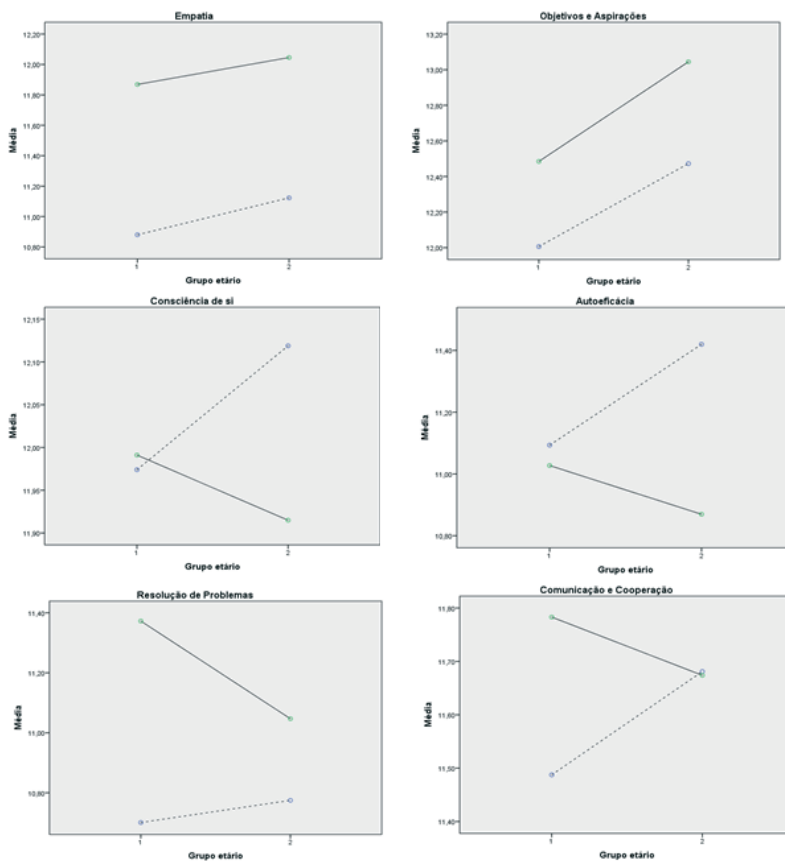 Empatia
12,20
12,00
11,80
11,60
11,40
11,20
11,00
10,80
Média
1
2
Grupo etário
Objetivos e Aspirações
13,20
13,00
12,80
12,60
12,40
12,20
12,00
Média
1
2
Grupo etário
Consciência de si
12,15
12,10
12,05
12,00
11,95
11,90
Média
1
2
Grupo etário
Autoeficácia
11,40
11,20
11,00
10,80
Média
1
2
Grupo etário
Resolução de Problemas
11,40
11,20
11,00
10,80
Média
1
2
Grupo etário
Comunicação e Cooperação
11,80
11,70
11,60
11,50
11,40
Média
1
2
Grupo etário